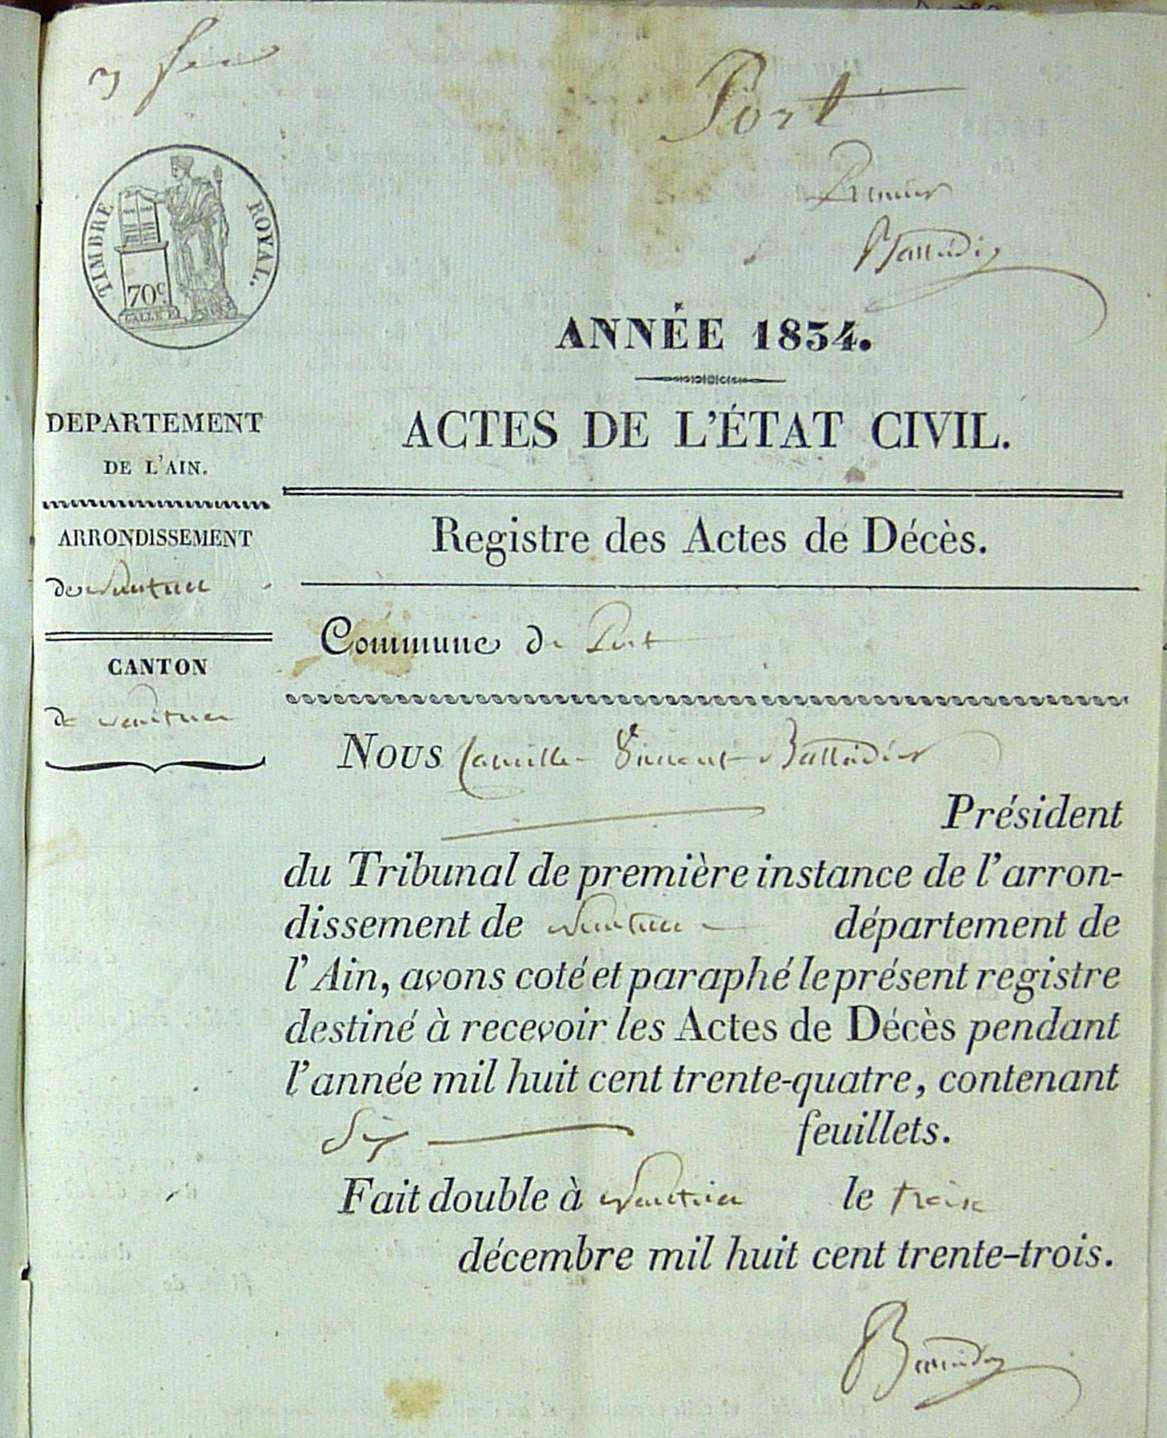 Port
Premier
TIMBRE ROYAL.
70c
ANNÉE 1834.
DEPARTEMENT
DE L'AIN.
ACTES DE L'ÉTAT CIVIL.
ARRONDISSEMENT
de Nantua
Registre des Actes de Décès.
Commune de Port
CANTON
de Nantua
Nous Camille Vincent
Président
du Tribunal de première instance de l'arron-
dissement de Nantua département de
l'Ain, avons coté et paraphé le présent registre
destiné à recevoir les Actes de Décès pendant
l'année mil huit cent trente-quatre, contenant
Six feuillets.
Fait double à Nantua le
décembre mil huit cent trente-trois.